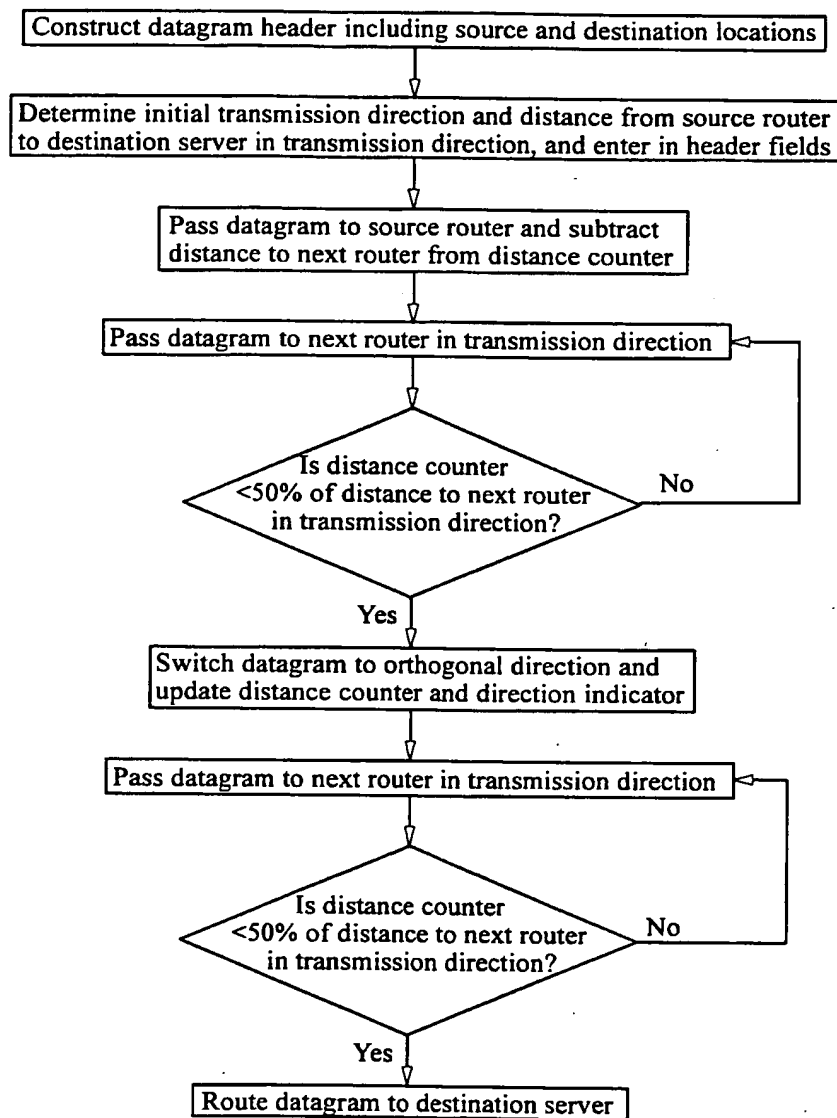 Construct datagram header including source and destination locations
Determine initial transmission direction and distance from source router
to destination server in transmission direction, and enter in header fields
Pass datagram to source router and subtract
distance to next router from distance counter
Pass datagram to next router in transmission direction
Is distance counter
<50% of distance to next router
in transmission direction?
No
Yes
Switch datagram to orthogonal direction and
update distance counter and direction indicator
Pass datagram to next router in transmission direction
Is distance counter
<50% of distance to next router
in transmission direction?
No
Yes
Route datagram to destination server